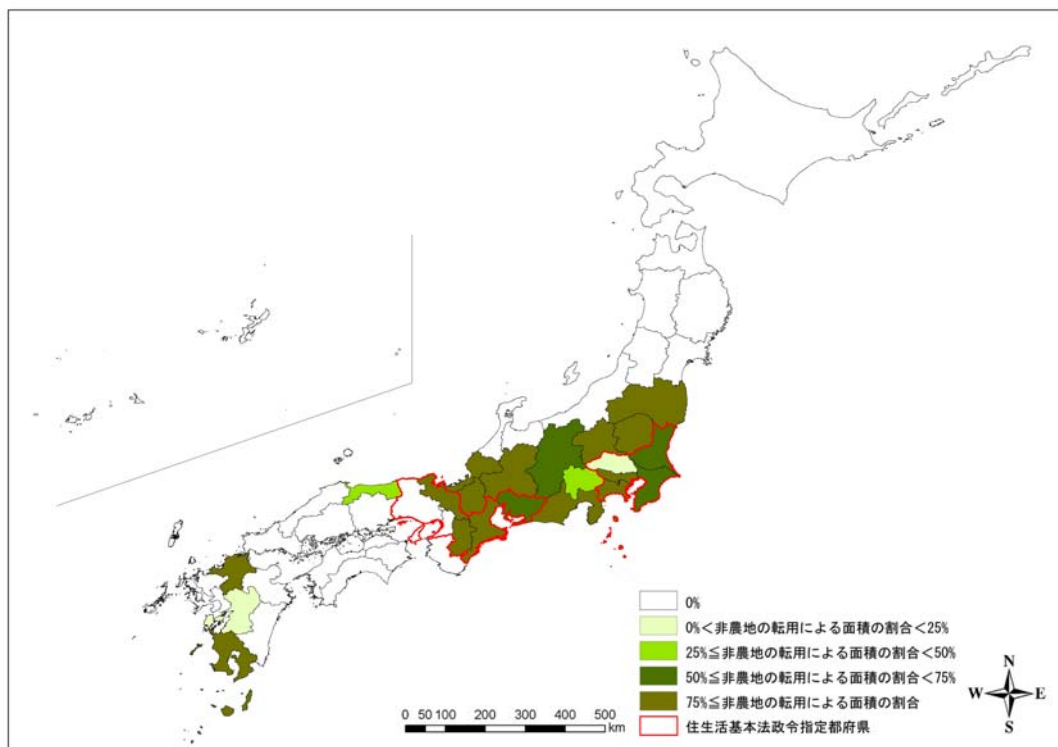 0%
0%<非農地の転用による面積の割合<25%
25%≦非農地の転用による面積の割合<50%
50%≦非農地の転用による面積の割合<75%
75%≦非農地の転用による面積の割合
住生活基本法政令指定都府県
0 50 100 200 300 400 500
km
N
W E
S